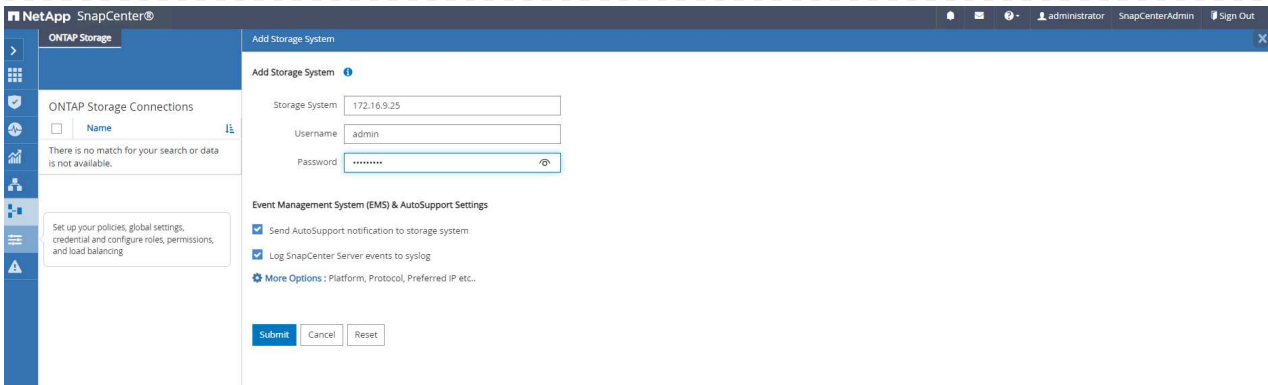 NetApp SnapCenter®
administrator SnapCenterAdmin Sign Out
ONTAP Storage
Add Storage System
ONTAP Storage Connections
Name
There is no match for your search or data
is not available.
Set up your policies, global settings,
credential and configure roles, permissions,
and load balancing
Add Storage System
Storage System 172.16.9.25
Username admin
Password •••••••••
Event Management System (EMS) & AutoSupport Settings
Send AutoSupport notification to storage system
Log SnapCenter Server events to syslog
More Options : Platform, Protocol, Preferred IP etc..
Submit Cancel Reset